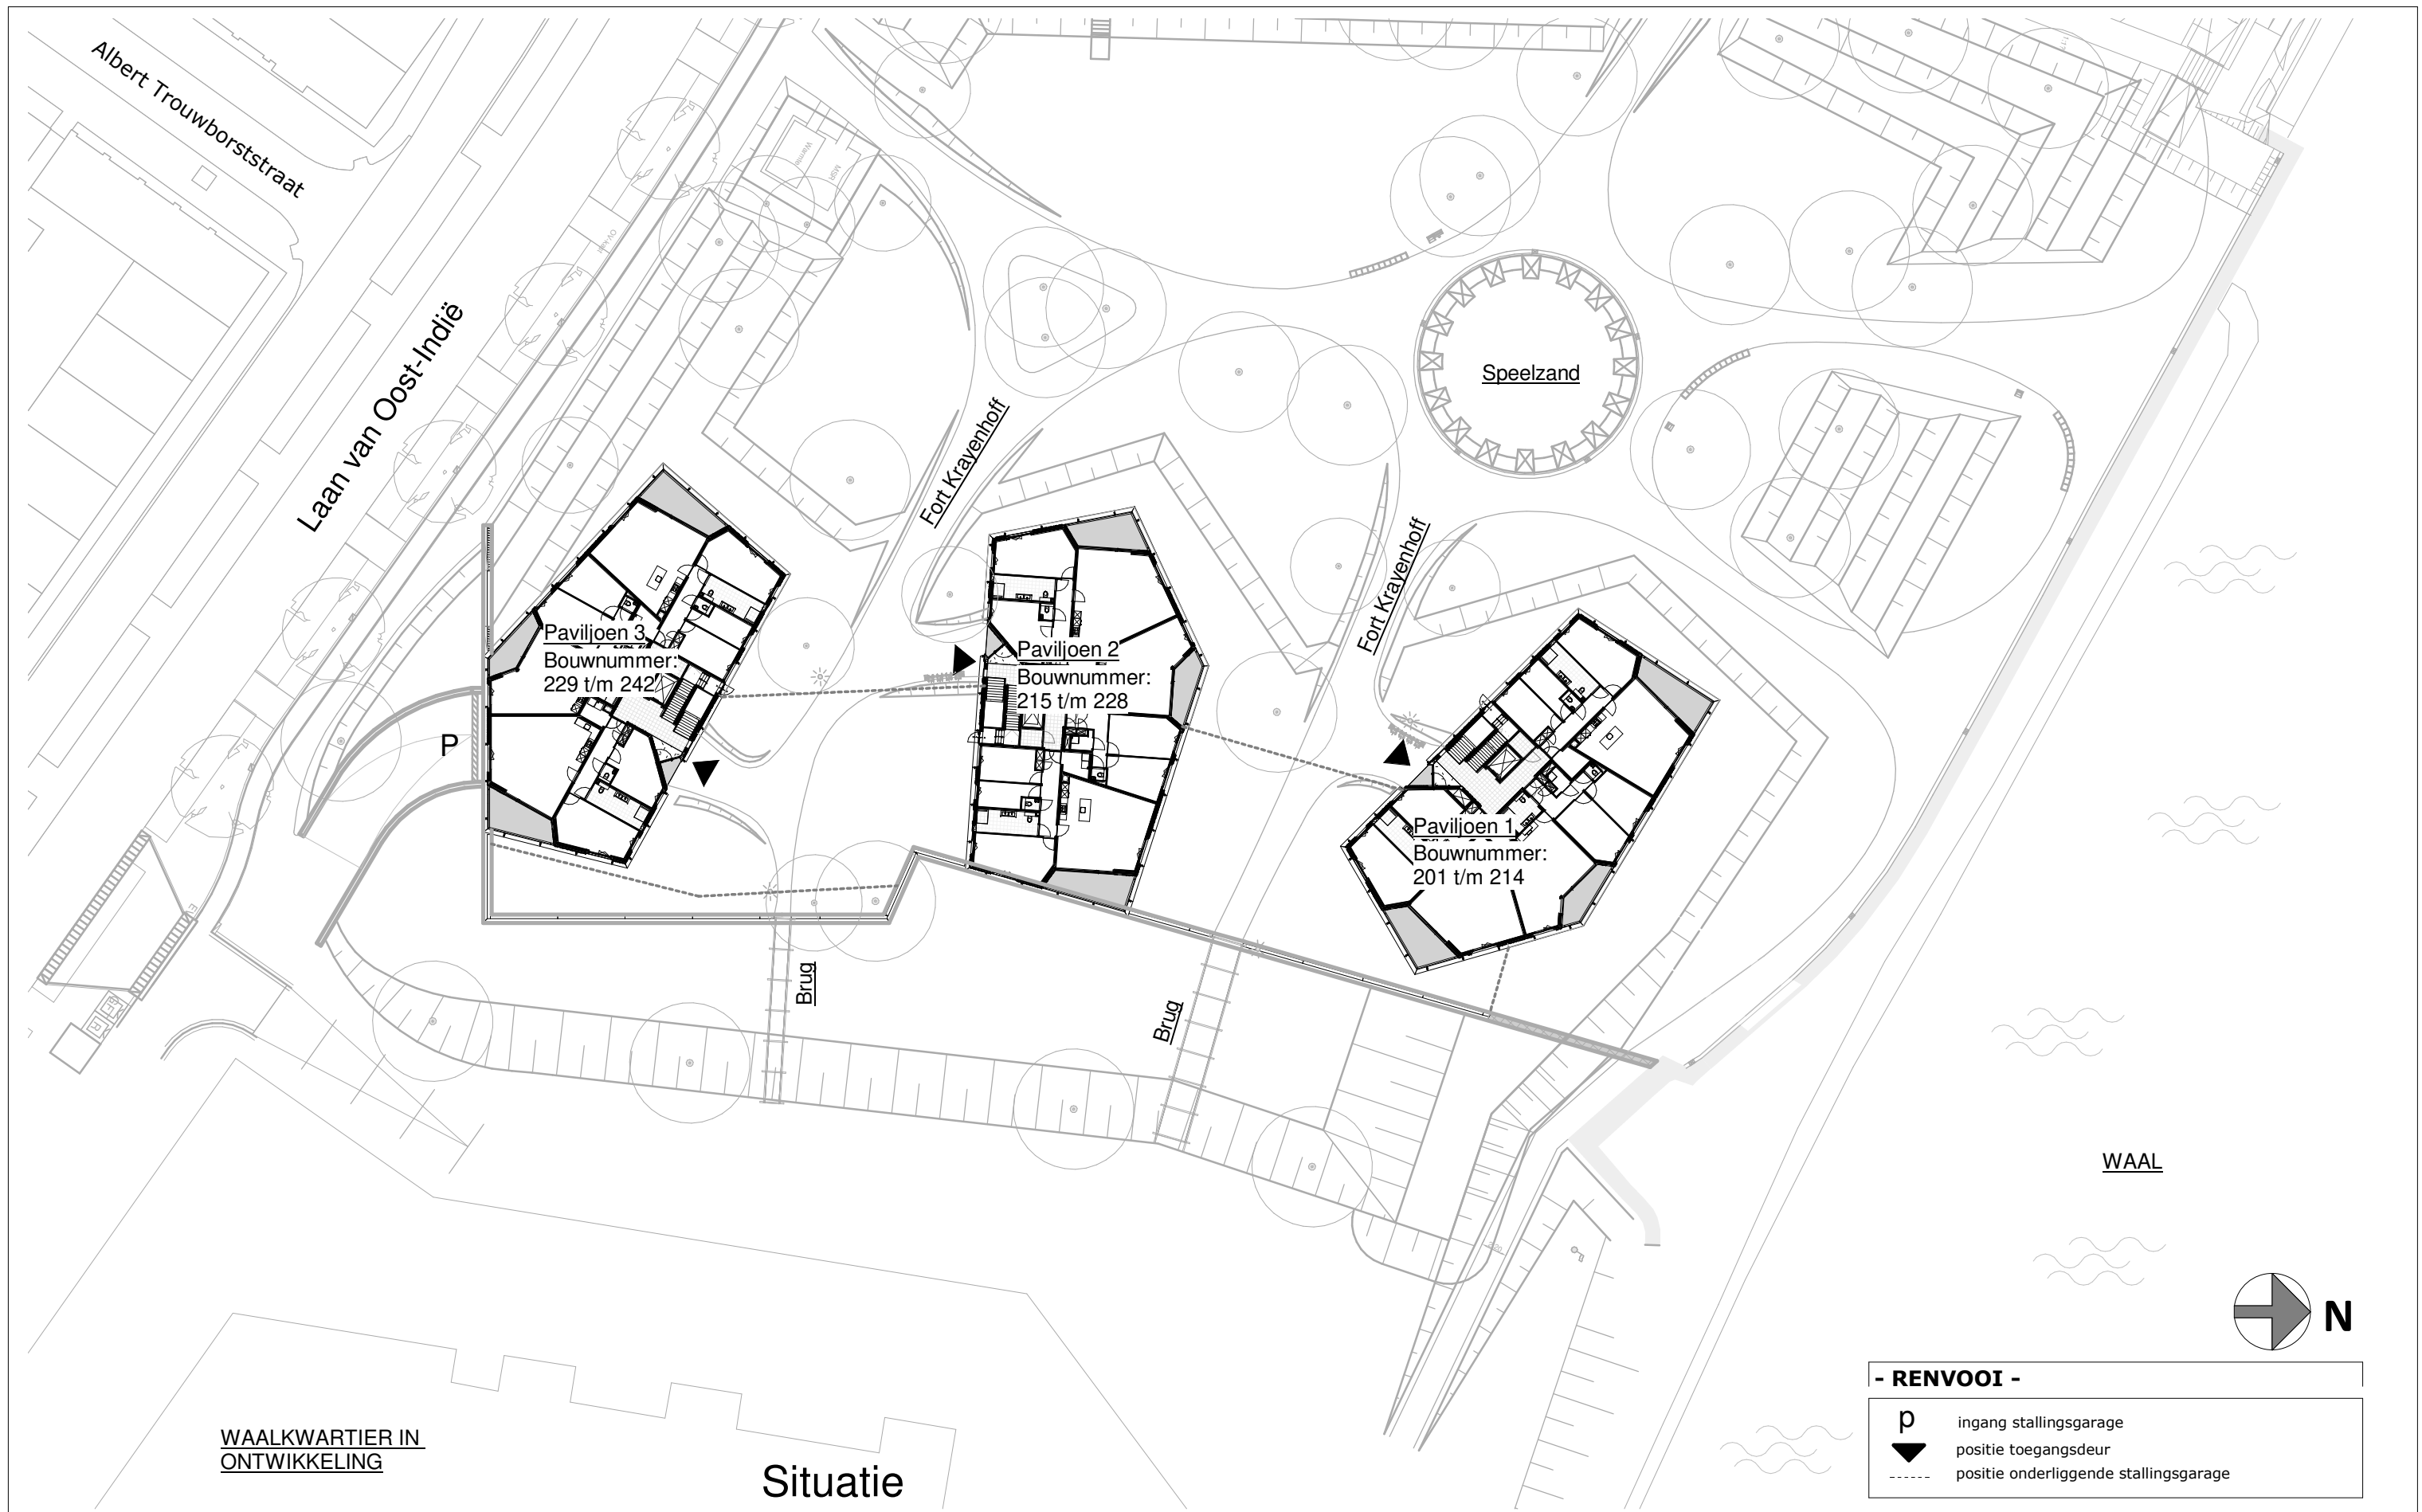 Albert Trouwborststraat
Laan van Oost-Indië
Fort Krayenhoff
Speelzand
Fort Krayenhoff
Paviljoen 3
Bouwnummer:
229 t/m 242
Paviljoen 2
Bouwnummer:
215 t/m 228
P
Paviljoen 1
Bouwnummer:
201 t/m 214
Brug
Brug
WAAL
N
- RENVOOI -
p ingang stallingsgarage
positie toegangsdeur
positie onderliggende stallingsgarage
WAALKWARTIER IN
ONTWIKKELING
Situatie